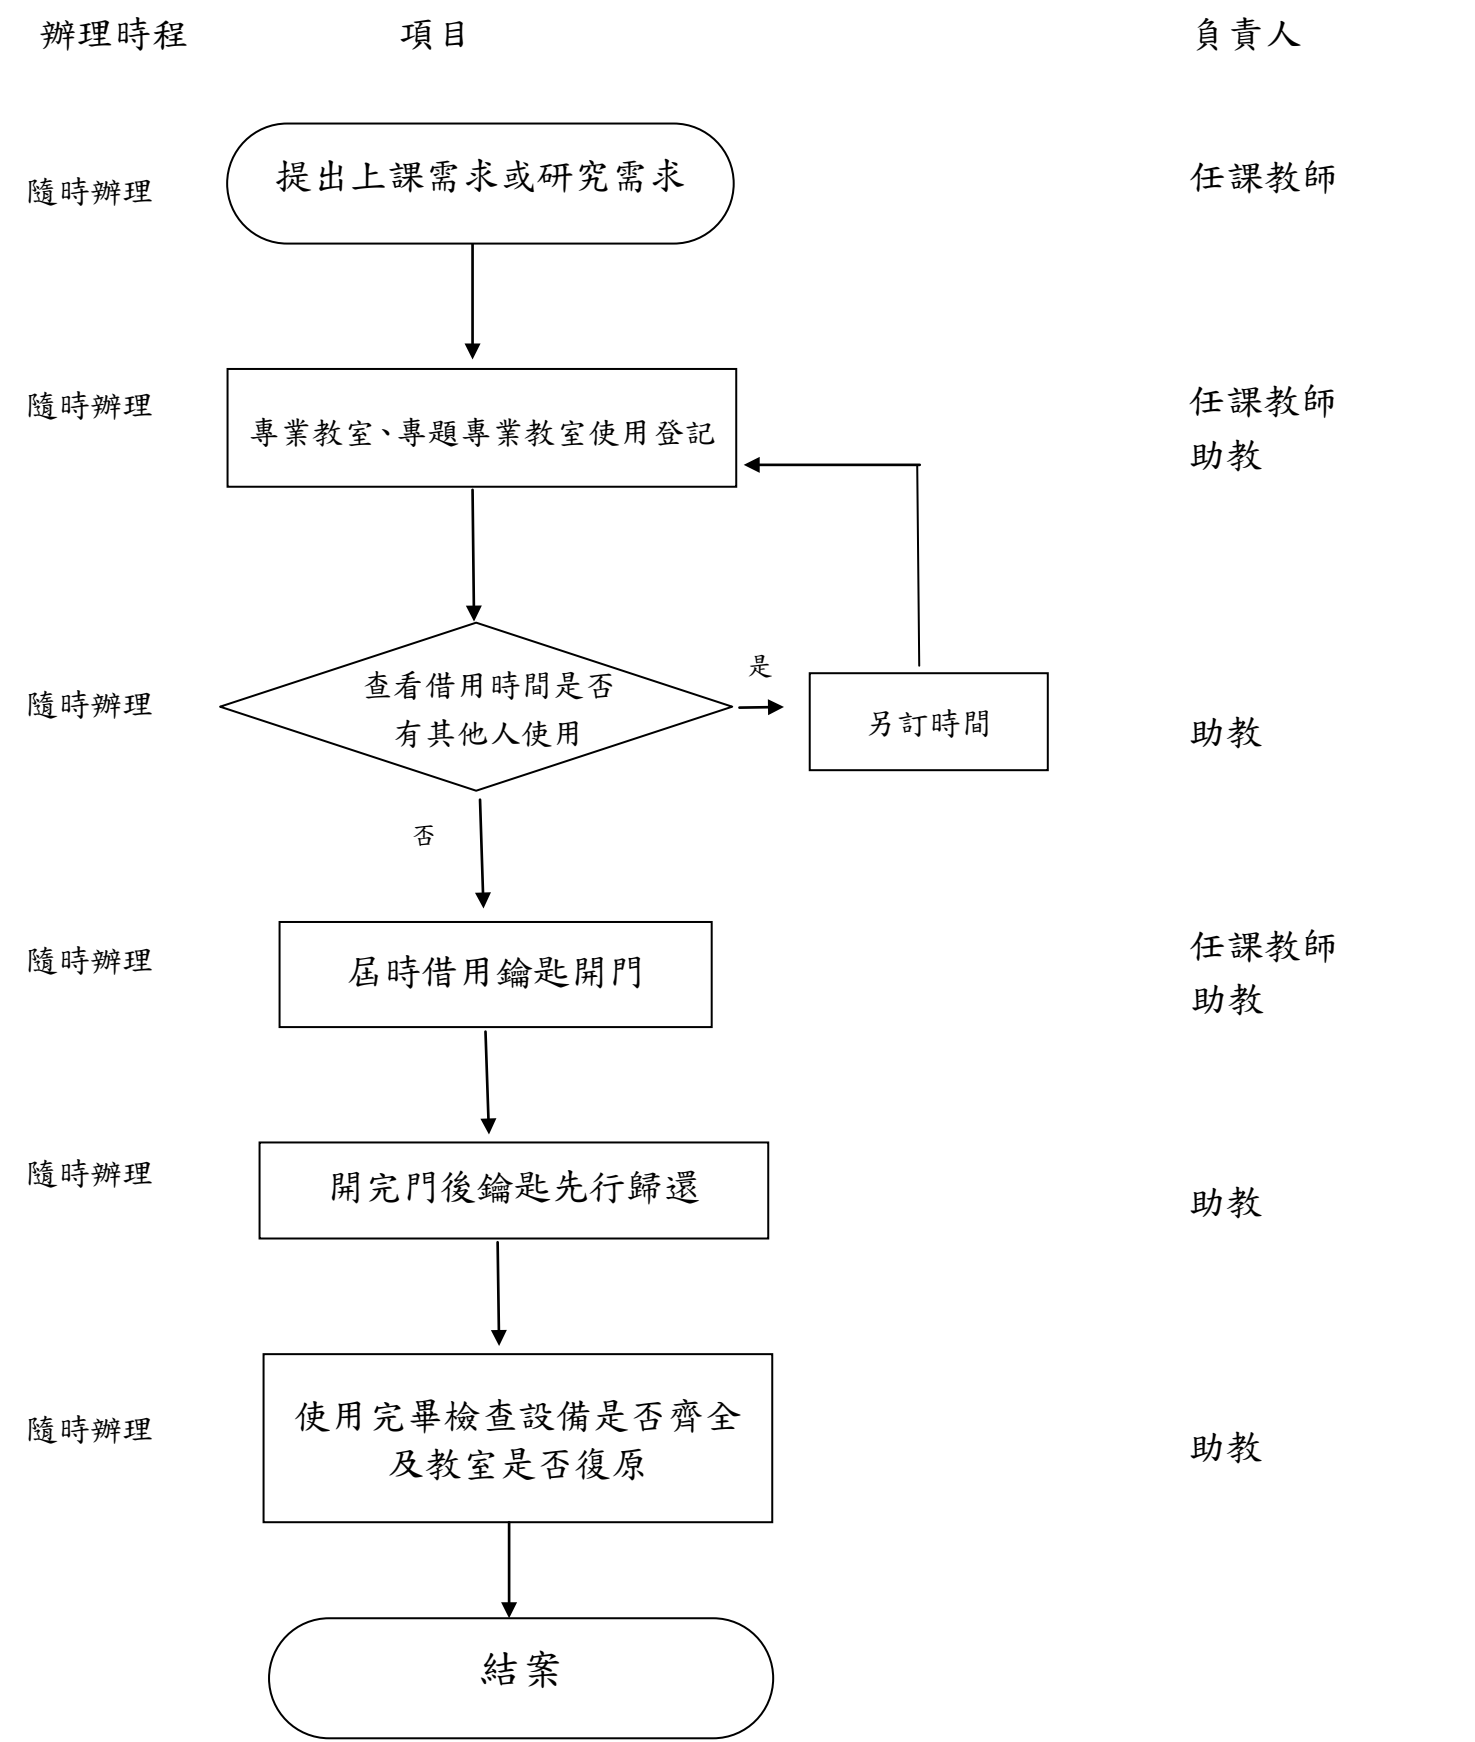 辦理時程 項目 負責人
隨時辦理 提出上課需求或研究需求 任課教師
隨時辦理 專業教室、專題專業教室使用登記 任課教師
助教
隨時辦理 查看借用時間是否
有其他人使用
是
另訂時間 助教
否
隨時辦理 屆時借用鑰匙開門 任課教師
助教
隨時辦理 開完門後鑰匙先行歸還 助教
隨時辦理 使用完畢檢查設備是否齊全
及教室是否復原 助教
結案